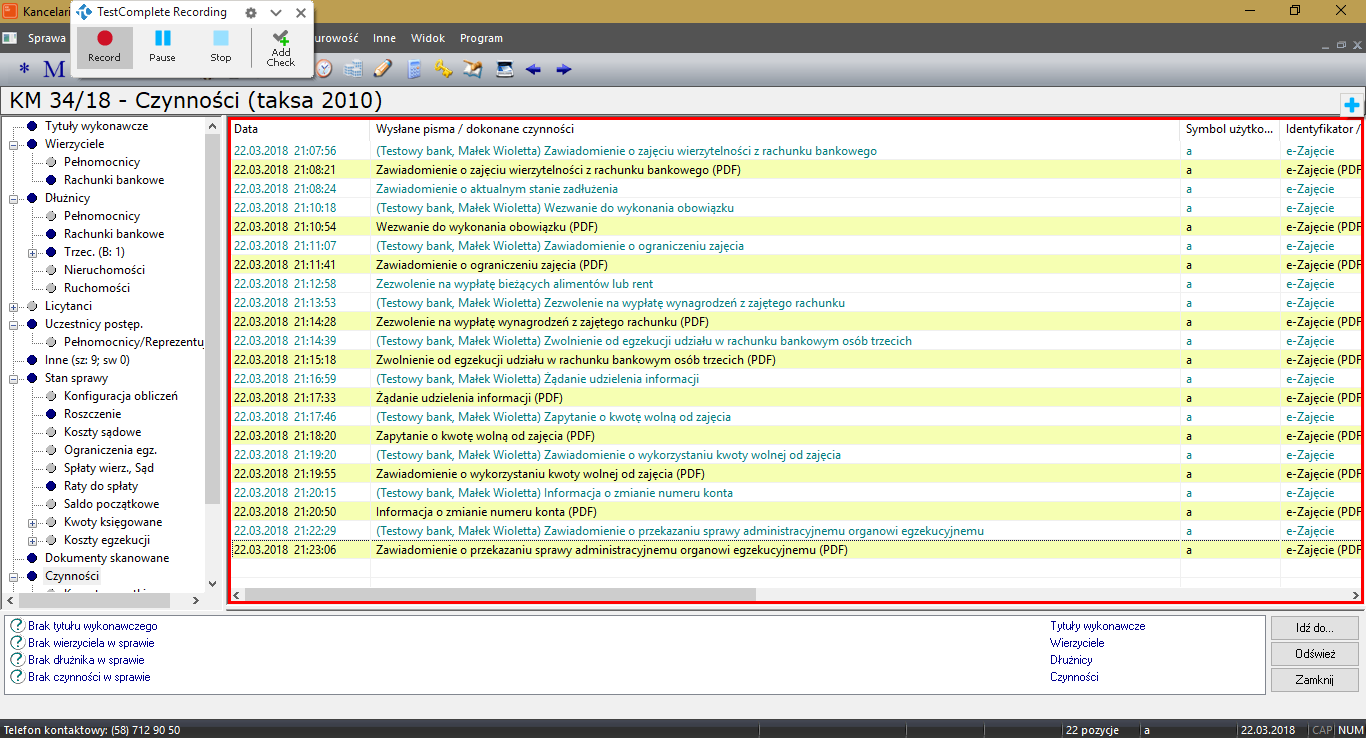 Kancelari
TestComplete Recording
Sprawa
Record
Pause
Stop
Add Check
urowość
Inne
Widok
Program
* M
KM 34/18 - Czynności (taksa 2010)
Tytuły wykonawcze
Wierzyciele
Pełnomocnicy
Rachunki bankowe
Dłużnicy
Pełnomocnicy
Rachunki bankowe
Trzec. (B: 1)
Nieruchomości
Ruchomości
Licytanci
Uczestnicy postęp.
Pełnomocnicy/Reprezentu
Inne (sz: 9; sw 0)
Stan sprawy
Konfiguracja obliczeń
Roszczenie
Koszty sądowe
Ograniczenia egz.
Spłaty wierz., Sąd
Raty do spłaty
Saldo początkowe
Kwoty księgowane
Koszty egzekucji
Dokumenty skanowane
Czynności
Data Wysłane pisma / dokonane czynności Symbol użytko... Identyfikator /
22.03.2018 21:07:56 (Testowy bank, Małek Wioletta) Zawiadomienie o zajęciu wierzytelności z rachunku bankowego a e-Zajęcie
22.03.2018 21:08:21 Zawiadomienie o zajęciu wierzytelności z rachunku bankowego (PDF) a e-Zajęcie (PDF
22.03.2018 21:08:24 Zawiadomienie o aktualnym stanie zadłużenia a e-Zajęcie
22.03.2018 21:10:18 (Testowy bank, Małek Wioletta) Wezwanie do wykonania obowiązku a e-Zajęcie
22.03.2018 21:10:54 Wezwanie do wykonania obowiązku (PDF) a e-Zajęcie (PDF
22.03.2018 21:11:07 (Testowy bank, Małek Wioletta) Zawiadomienie o ograniczeniu zajęcia a e-Zajęcie
22.03.2018 21:11:41 Zawiadomienie o ograniczeniu zajęcia (PDF) a e-Zajęcie (PDF
22.03.2018 21:12:58 Zezwolenie na wypłatę bieżących alimentów lub rent a e-Zajęcie
22.03.2018 21:13:53 (Testowy bank, Małek Wioletta) Zezwolenie na wypłatę wynagrodzeń z zajętego rachunku a e-Zajęcie
22.03.2018 21:14:28 Zezwolenie na wypłatę wynagrodzeń z zajętego rachunku (PDF) a e-Zajęcie (PDF
22.03.2018 21:14:39 (Testowy bank, Małek Wioletta) Zwolnienie od egzekucji udziału w rachunku bankowym osób trzecich a e-Zajęcie
22.03.2018 21:15:18 Zwolnienie od egzekucji udziału w rachunku bankowym osób trzecich (PDF) a e-Zajęcie (PDF
22.03.2018 21:16:59 (Testowy bank, Małek Wioletta) Żądanie udzielenia informacji a e-Zajęcie
22.03.2018 21:17:33 Żądanie udzielenia informacji (PDF) a e-Zajęcie (PDF
22.03.2018 21:17:46 (Testowy bank, Małek Wioletta) Zapytanie o kwotę wolną od zajęcia a e-Zajęcie
22.03.2018 21:18:20 Zapytanie o kwotę wolną od zajęcia (PDF) a e-Zajęcie (PDF
22.03.2018 21:19:20 (Testowy bank, Małek Wioletta) Zawiadomienie o wykorzystaniu kwoty wolnej od zajęcia a e-Zajęcie
22.03.2018 21:19:55 Zawiadomienie o wykorzystaniu kwoty wolnej od zajęcia (PDF) a e-Zajęcie (PDF
22.03.2018 21:20:15 (Testowy bank, Małek Wioletta) Informacja o zmianie numeru konta a e-Zajęcie
22.03.2018 21:20:50 Informacja o zmianie numeru konta (PDF) a e-Zajęcie (PDF
22.03.2018 21:22:29 (Testowy bank, Małek Wioletta) Zawiadomienie o przekazaniu sprawy administracyjnemu organowi egzekucyjnemu a e-Zajęcie
22.03.2018 21:23:06 Zawiadomienie o przekazaniu sprawy administracyjnemu organowi egzekucyjnemu (PDF) a e-Zajęcie (PDF
Brak tytułu wykonawczego Tytuły wykonawcze
Brak wierzyciela w sprawie Wierzyciele
Brak dłużnika w sprawie Dłużnicy
Brak czynności w sprawie Czynności
Idź do...
Odśwież
Zamknij
Telefon kontaktowy: (58) 712 90 50 22 pozycje a 22.03.2018 CAP NUM